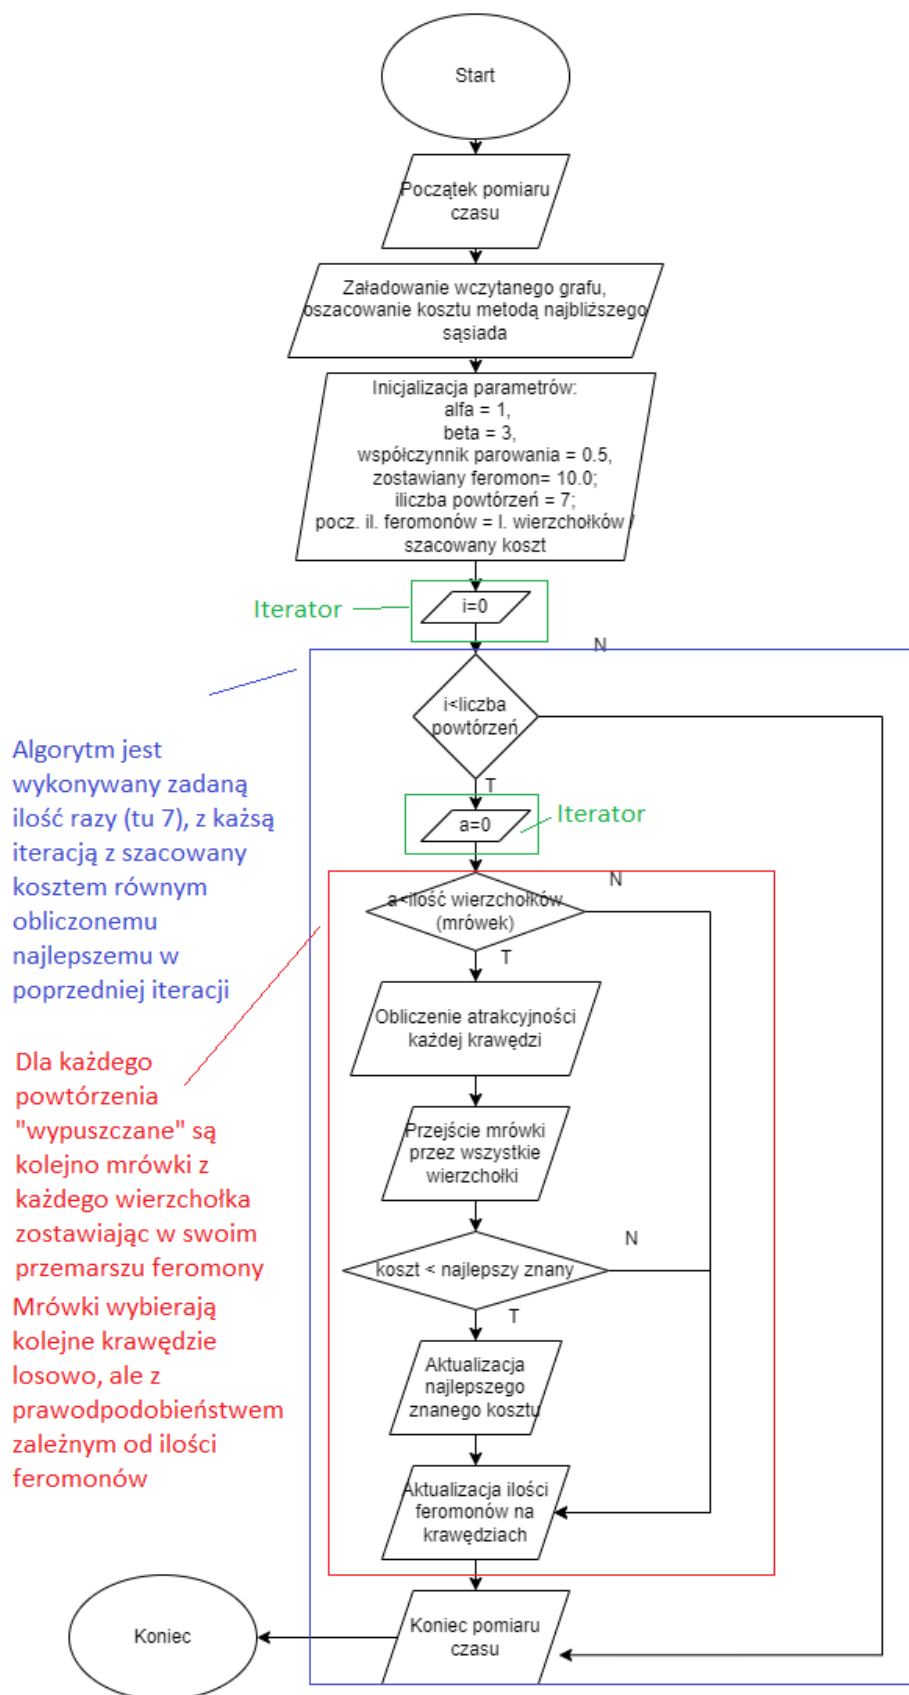 Start
Początek pomiaru
czasu
Załadowanie wczytanego grafu,
oszacowanie kosztu metodą najbliższego
sąsiada
Inicjalizacja parametrów:
alfa = 1,
beta = 3,
współczynnik parowania = 0.5,
zostawiany feromon= 10.0;
iliczba powtórzeń = 7;
pocz. il. feromonów = l. wierzchołków /
szacowany koszt
Iterator
i=0
N
i<liczba
powtórzeń
T
Algorytm jest
wykonywany zadaną
ilość razy (tu 7), z każsą
iteracją z szacowany
kosztem równym
obliczonemu
najlepszemu w
poprzedniej iteracji
a=0
Iterator
N
a<ilość wierzchołków
(mrówek)
T
Obliczenie atrakcyjności
każdej krawędzi
Dla każdego
powtórzenia
"wypuszczane" są
kolejno mrówki z
każdego wierzchołka
zostawiając w swoim
przemarszu feromony
Mrówki wybierają
kolejne krawędzie
losowo, ale z
prawodpodobieństwem
zależnym od ilości
feromonów
Przejście mrówki
przez wszystkie
wierzchołki
N
koszt < najlepszy znany
T
Aktualizacja
najlepszego
znanego kosztu
Aktualizacja ilości
feromonów na
krawędziach
Koniec pomiaru
czasu
Koniec